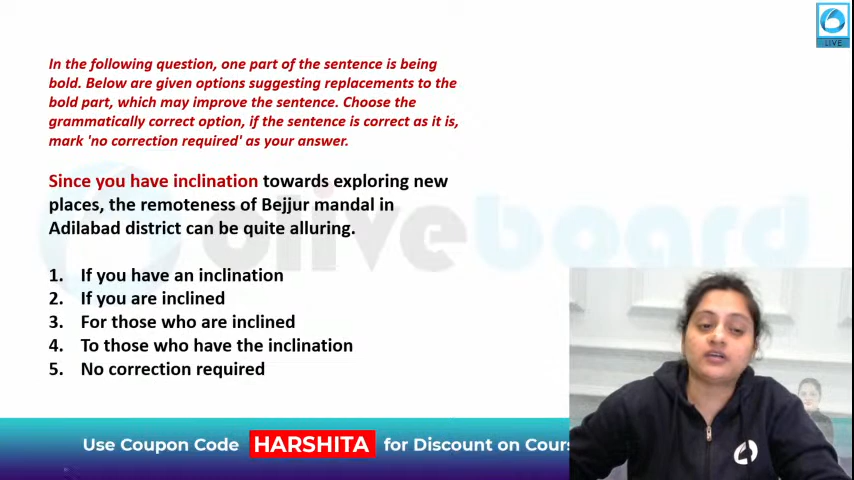 LIVE
In the following question, one part of the sentence is being
bold. Below are given options suggesting replacements to the
bold part, which may improve the sentence. Choose the
grammatically correct option, if the sentence is correct as it is,
mark 'no correction required' as your answer.
Since you have inclination towards exploring new
places, the remoteness of Bejjur mandal in
Adilabad district can be quite alluring.
oliveboard
1. If you have an inclination
2. If you are inclined
3. For those who are inclined
4. To those who have the inclination
5. No correction required
Use Coupon Code HARSHITA for Discount on Cours